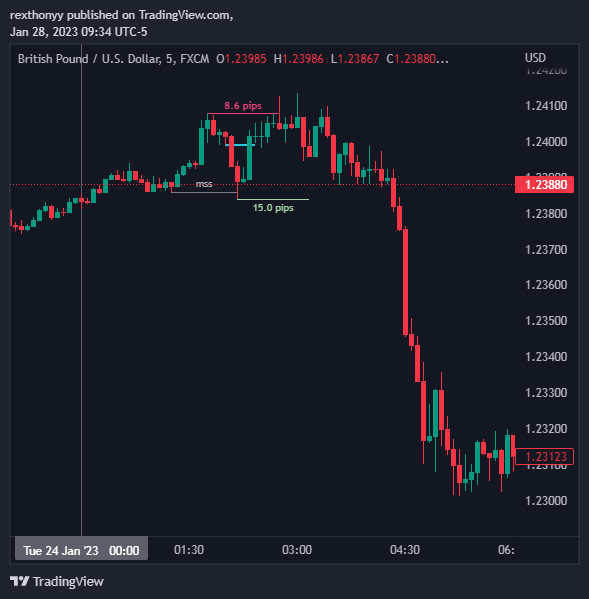 rexthonyy published on TradingView.com,
Jan 28, 2023 09:34 UTC-5
British Pound / U.S. Dollar, 5, FXCM O1.23985 H1.23986 L1.23867 C1.23880...
USD
1.24200
1.24100
1.24000
1.23880
1.23800
1.23700
1.23600
1.23500
1.23400
1.23300
1.23200
1.23123
1.23100
1.23000
8.6 pips
mss
15.0 pips
Tue 24 Jan '23 00:00
01:30
03:00
04:30
06:
TradingView